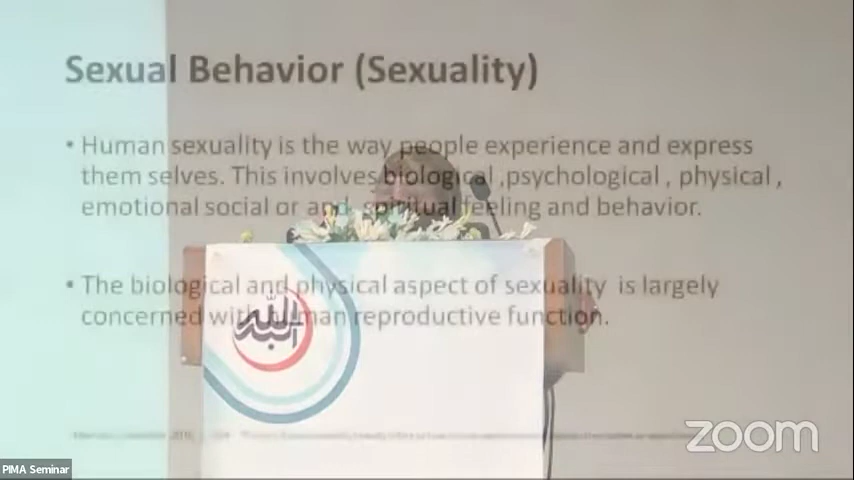 Sexual Behavior (Sexuality)
• Human sexuality is the way people experience and express
them selves. This involves biological ,psychological , physical ,
emotional social or and spiritual feeling and behavior.
• The biological and physical aspect of sexuality is largely
concerned with human reproductive function.
zoom
PIMA Seminar